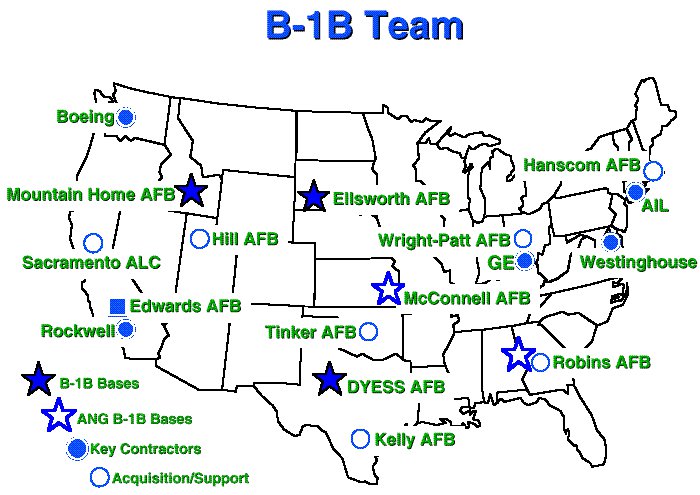 B-1B Team
Boeing
Hanscom AFB
Mountain Home AFB
Ellsworth AFB
AIL
Hill AFB
Wright-Patt AFB
Sacramento ALC
GE
Westinghouse
McConnell AFB
Edwards AFB
Rockwell
Tinker AFB
Robins AFB
B-1B Bases
DYESS AFB
ANG B-1B Bases
Kelly AFB
Key Contractors
Acquisition/Support